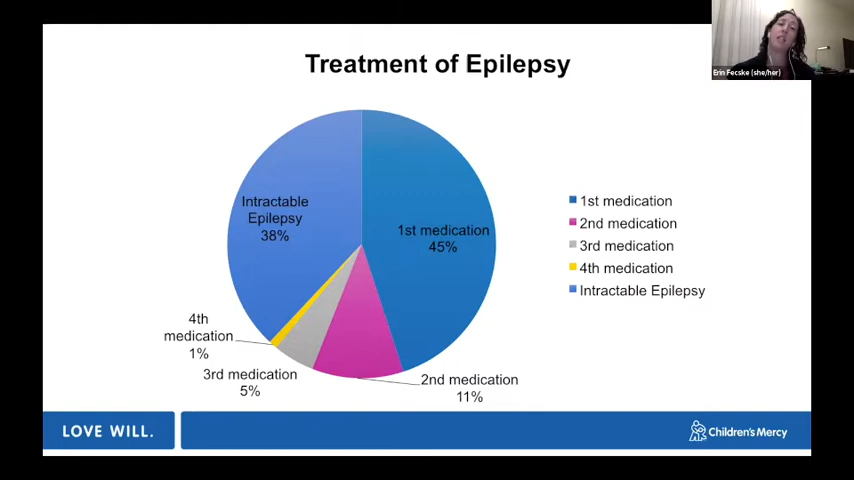 Treatment of Epilepsy
Erin Fecske (she/her)
Intractable
Epilepsy
38%
1st medication
45%
4th
medication
1%
3rd medication
5%
2nd medication
11%
1st medication
2nd medication
3rd medication
4th medication
Intractable Epilepsy
LOVE WILL.
Children's Mercy